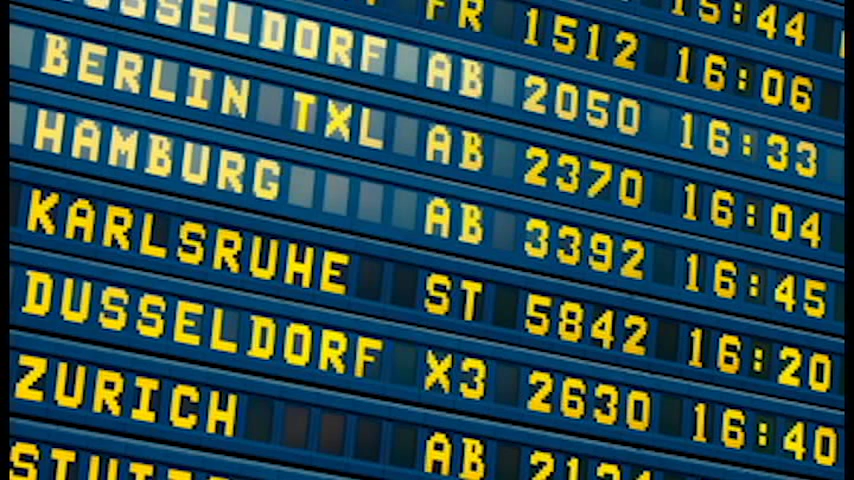 15:44
FR 1512 16:06
DUSSELDORF AB 2050 16:33
BERLIN TXL AB 2370 16:04
HAMBURG AB 3392 16:45
KARLSRUHE ST 5842 16:20
DUSSELDORF X3 2630 16:40
ZURICH AB